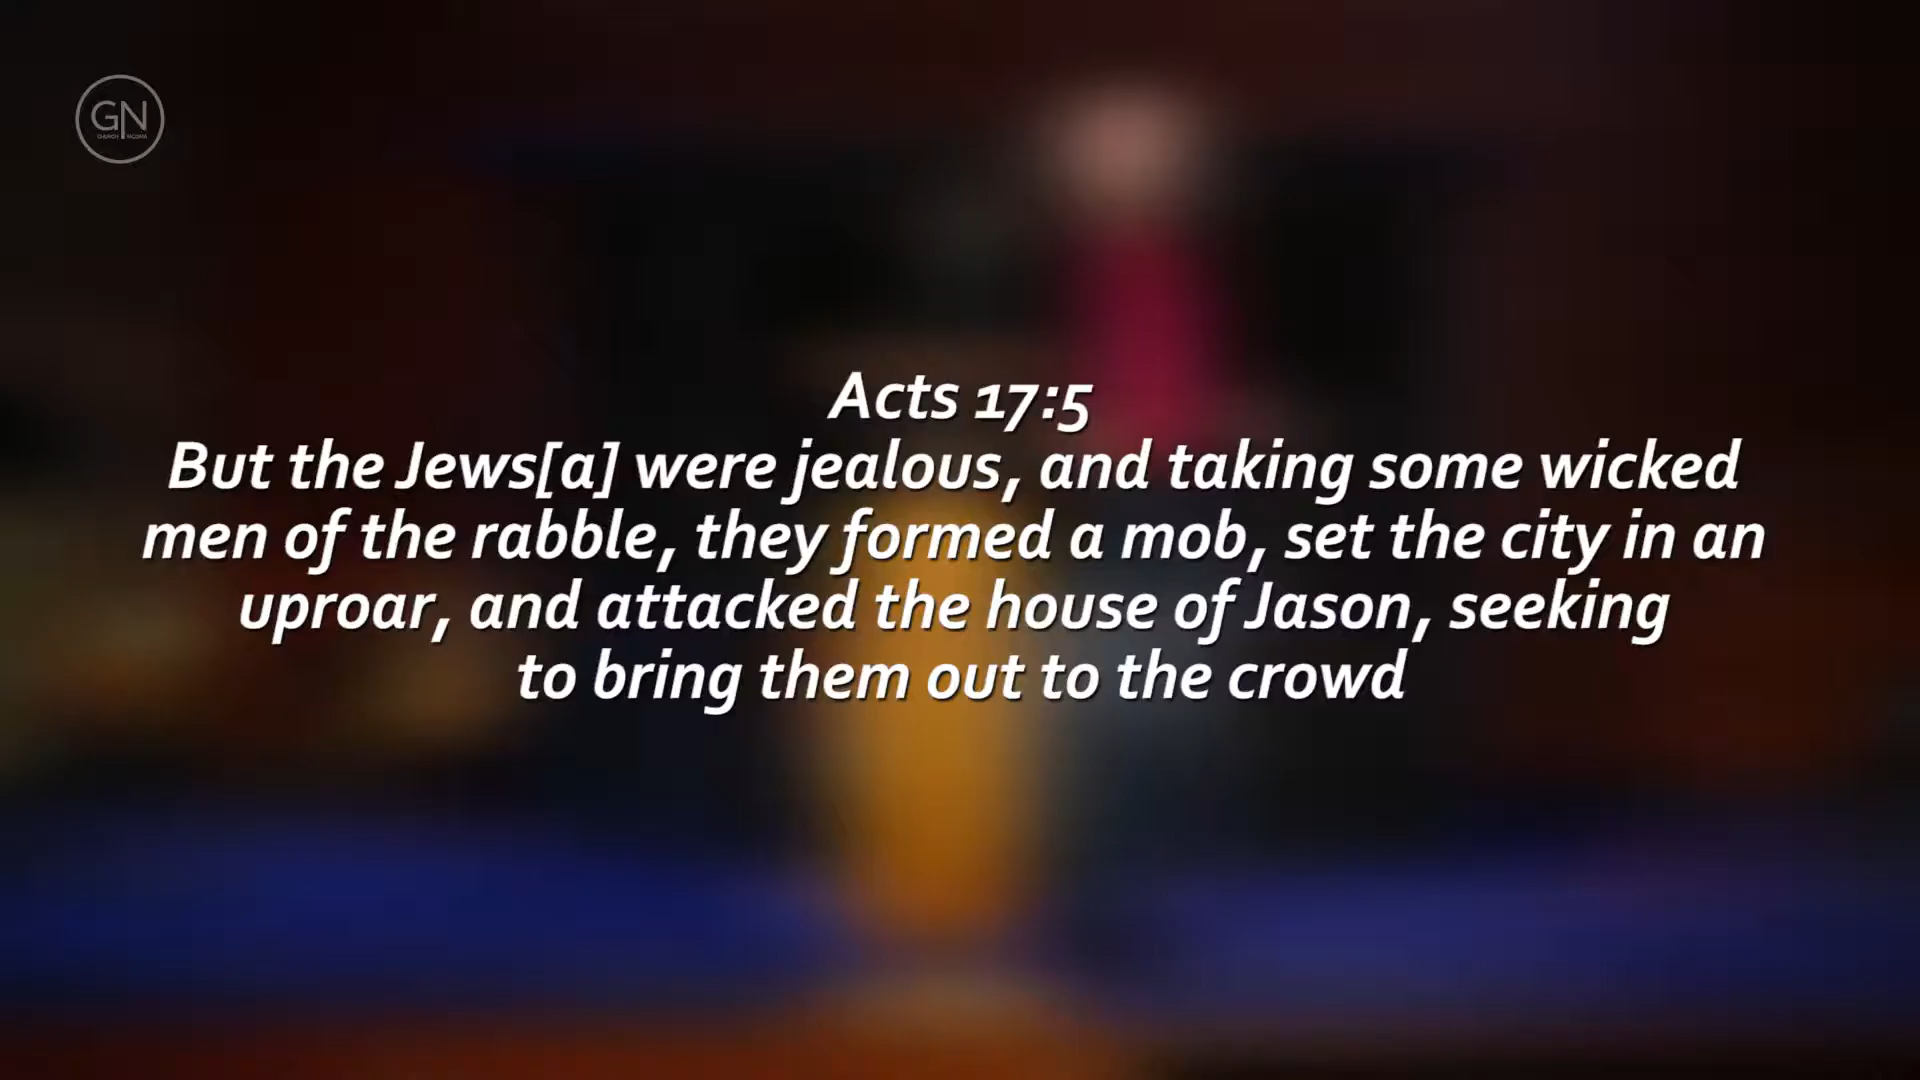 GN
CHURCH TACOMA
Acts 17:5
But the Jews[a] were jealous, and taking some wicked
men of the rabble, they formed a mob, set the city in an
uproar, and attacked the house of Jason, seeking
to bring them out to the crowd